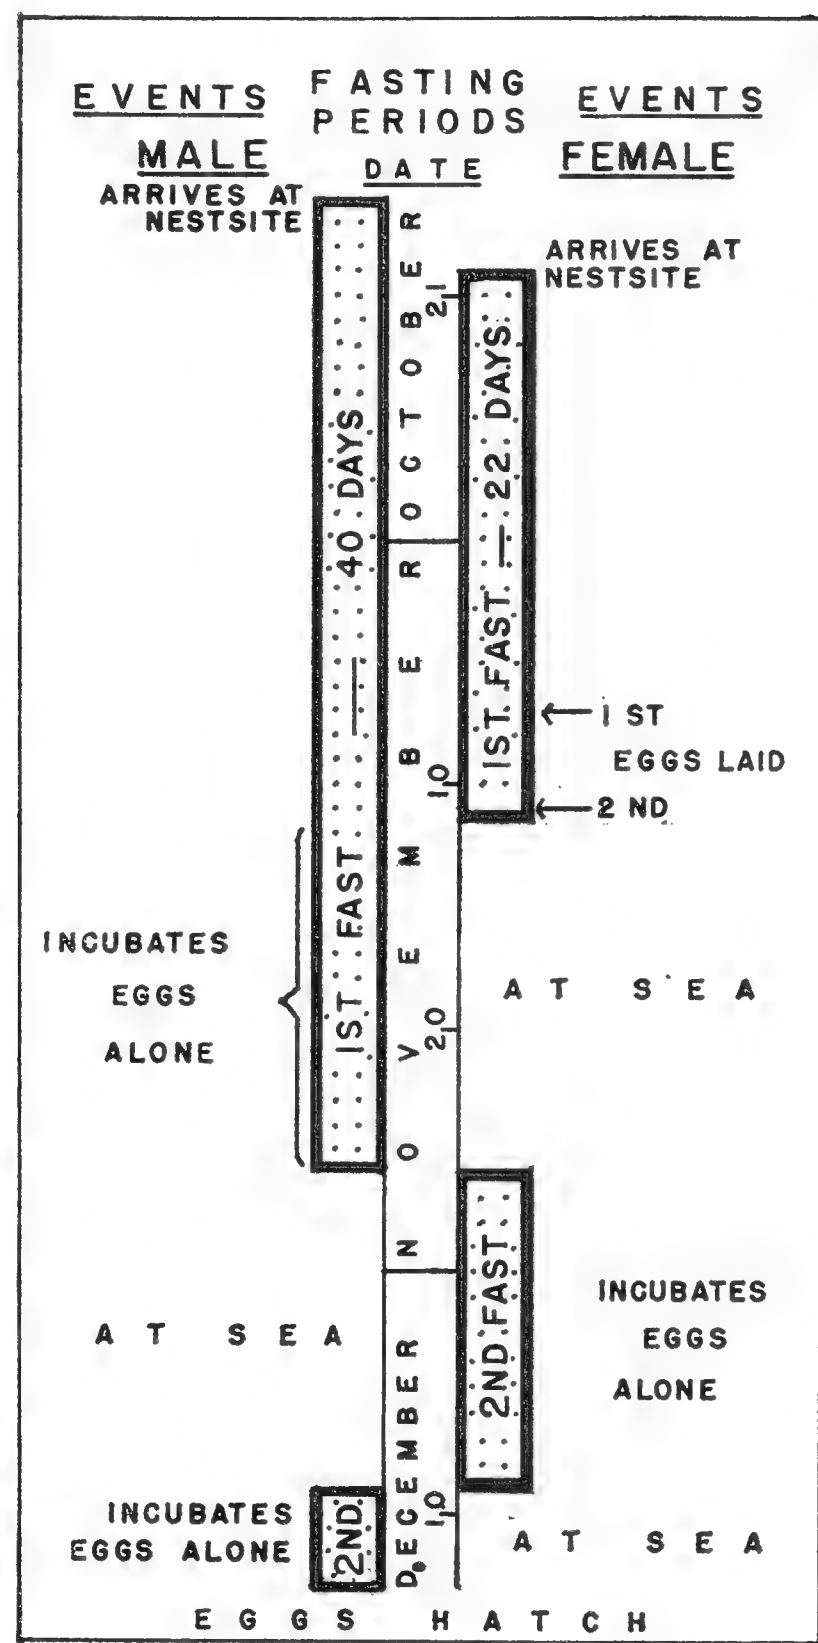 FASTING
PERIODS
DATE
EVENTS
MALE
EVENTS
FEMALE
ARRIVES AT
NESTSITE
ARRIVES AT
NESTSITE
OCTOBER
21
1ST FAST — 40 DAYS
1ST FAST — 22 DAYS
NOVEMBER
← 1 ST
EGGS LAID
10
← 2 ND
INCUBATES
EGGS
ALONE
AT SEA
20
2ND FAST
INCUBATES
EGGS
ALONE
AT SEA
DECEMBER
10
INCUBATES
EGGS ALONE
2ND
AT SEA
EGGS HATCH